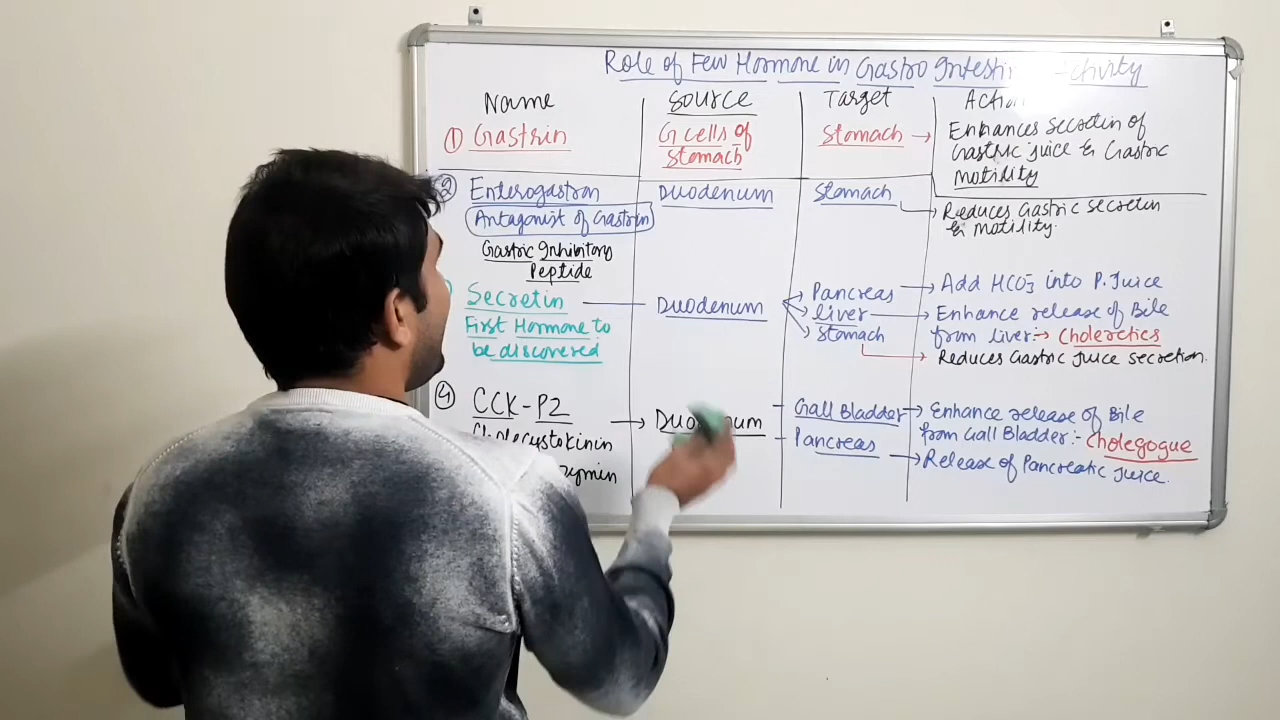 Role of Few Hormone in Gastro Intesti
Name Source Target Actio
① Gastrin
G cells of
Stomach
Stomach →
Enhances secretin of
Gastric juice & Gastric
Motility
② Enterogastron
Antagonist of Gastrin
Gastric Inhibitory
Peptide
Duodenum
Stomach
Reduces Gastric secretin
& Motility.
Secretin
First Hormone to
be discovered
Duodenum
Pancreas
liver
stomach
Add HCO3⁻ into P. Juice
Enhance release of Bile
from liver:→ Choleretics
Reduces Gastric Juice secretion.
④ CCK-PZ
Cholecystokinin
zymin
Duodenum
Gall Bladder
Pancreas
Enhance release of Bile
from Gall Bladder:- Cholegogue
Release of Pancreatic Juice.